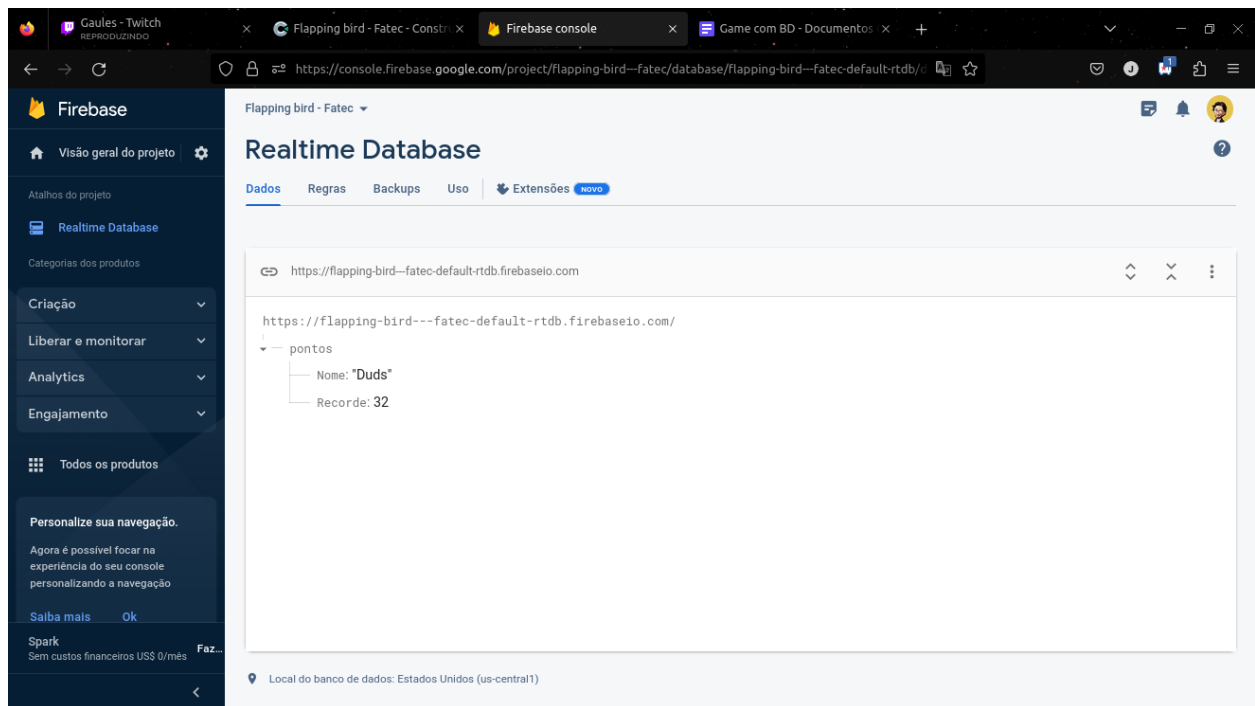 Gaules - Twitch
REPRODUZINDO
Flapping bird - Fatec - Constru
Firebase console
Game com BD - Documentos
https://console.firebase.google.com/project/flapping-bird---fatec/database/flapping-bird---fatec-default-rtdb/d
J
1
Firebase
Visão geral do projeto
Atalhos do projeto
Realtime Database
Categorias dos produtos
Criação
Liberar e monitorar
Analytics
Engajamento
Todos os produtos
Personalize sua navegação.
Agora é possível focar na
experiência do seu console
personalizando a navegação
Saiba mais Ok
Spark
Sem custos financeiros US$ 0/mês
Faz...
Flapping bird - Fatec
Realtime Database
Dados Regras Backups Uso Extensões NOVO
https://flapping-bird---fatec-default-rtdb.firebaseio.com
https://flapping-bird---fatec-default-rtdb.firebaseio.com/
pontos
Nome: "Duds"
Recorde: 32
Local do banco de dados: Estados Unidos (us-central1)